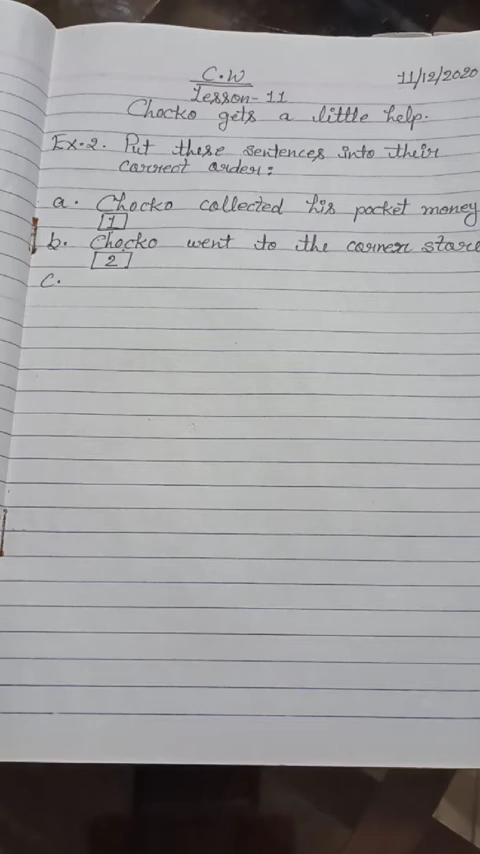 C.W
11/12/2020
Lesson-11
Chocko gets a little help.
Ex-2. Put these sentences into their
correct order:
a. Chocko collected his pocket money
1
b. Chocko went to the corner store
2
c.